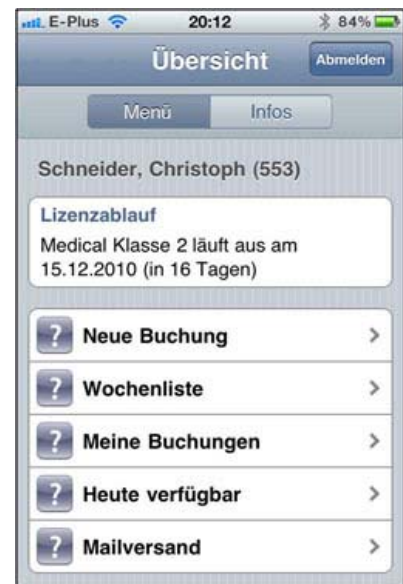 E-Plus 20:12 84%
Übersicht Abmelden
Menü Infos
Schneider, Christoph (553)
Lizenzablauf
Medical Klasse 2 läuft aus am
15.12.2010 (in 16 Tagen)
? Neue Buchung
? Wochenliste
? Meine Buchungen
? Heute verfügbar
? Mailversand